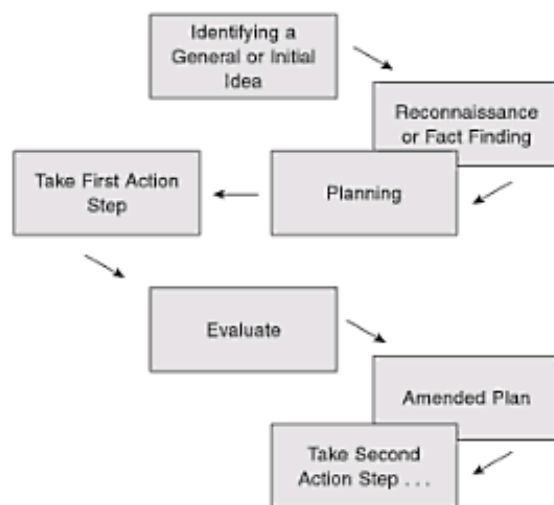 Identifying a
General or Initial
Idea
Reconnaissance
or Fact Finding
Planning
Take First Action
Step
Evaluate
Amended Plan
Take Second
Action Step . . .